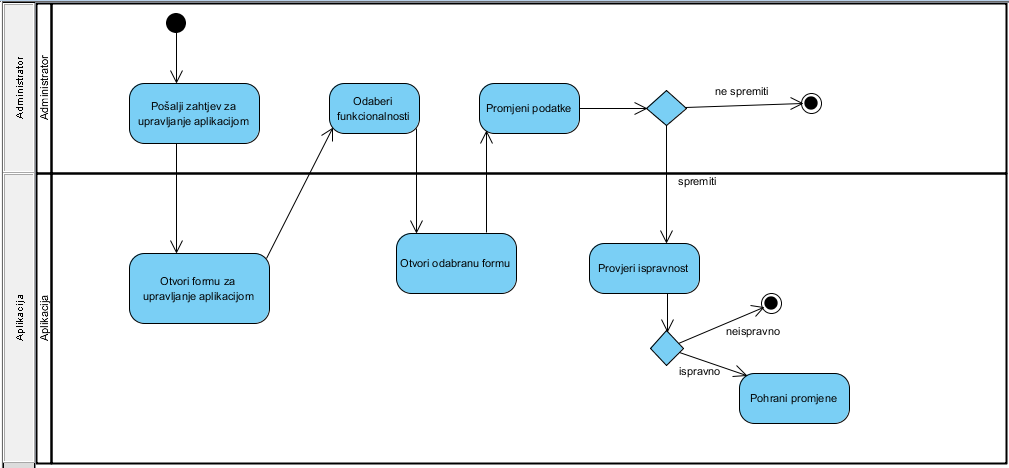 Administrator
Administrator
Pošalji zahtjev za
upravljanje aplikacijom
Odaberi
funkcionalnosti
Promjeni podatke
ne spremiti
spremiti
Aplikacija
Aplikacija
Otvori formu za
upravljanje aplikacijom
Otvori odabranu formu
Provjeri ispravnost
neispravno
ispravno
Pohrani promjene